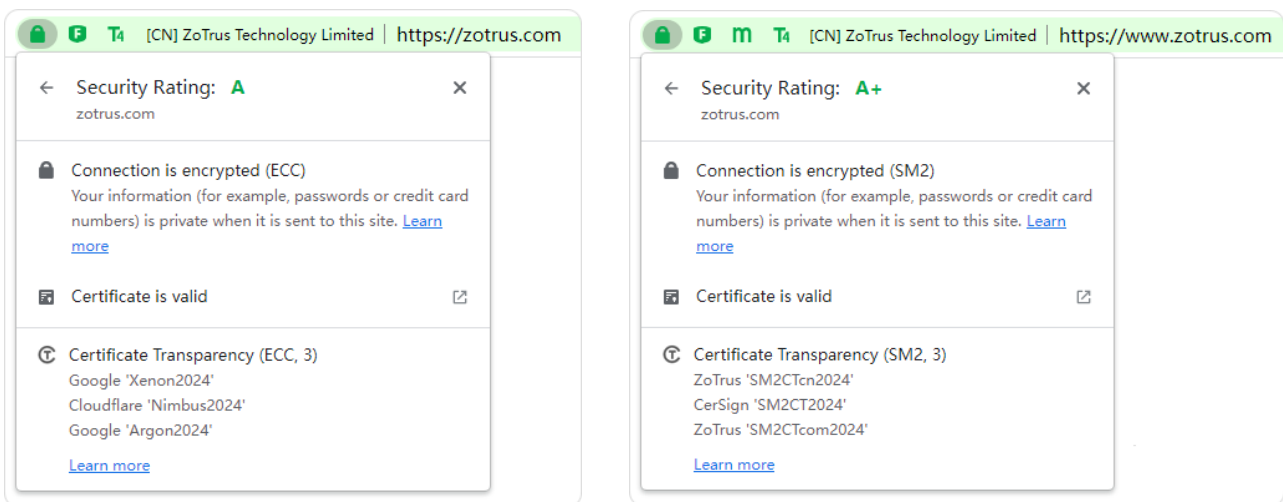 T4 [CN] ZoTrus Technology Limited | https://zotrus.com
Security Rating: A
zotrus.com
Connection is encrypted (ECC)
Your information (for example, passwords or credit card
numbers) is private when it is sent to this site. Learn
more
Certificate is valid
Certificate Transparency (ECC, 3)
Google 'Xenon2024'
Cloudflare 'Nimbus2024'
Google 'Argon2024'
Learn more
m T4 [CN] ZoTrus Technology Limited | https://www.zotrus.com
Security Rating: A+
zotrus.com
Connection is encrypted (SM2)
Your information (for example, passwords or credit card
numbers) is private when it is sent to this site. Learn
more
Certificate is valid
Certificate Transparency (SM2, 3)
ZoTrus 'SM2CTcn2024'
CerSign 'SM2CT2024'
ZoTrus 'SM2CTcom2024'
Learn more